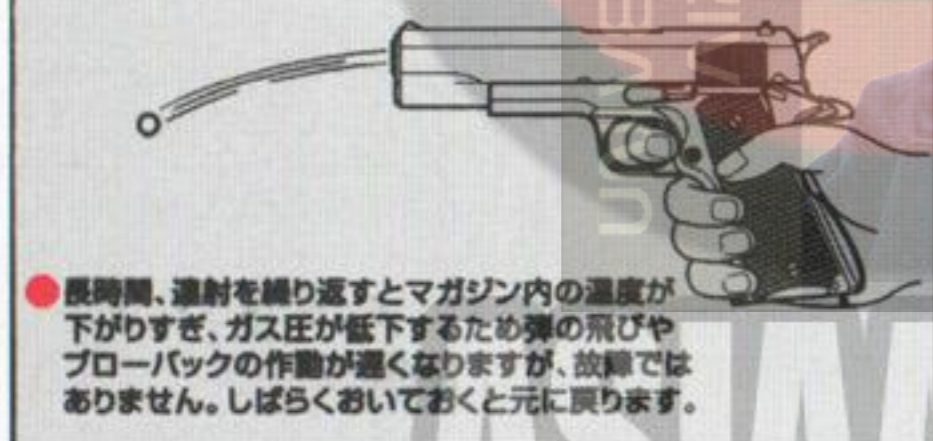 ●長時間、連射を繰り返すとマガジン内の温度が
下がりすぎ、ガス圧が低下するため弾の飛びや
ブローバックの作動が遅くなりますが、故障では
ありません。しばらくおいておくと元に戻ります。